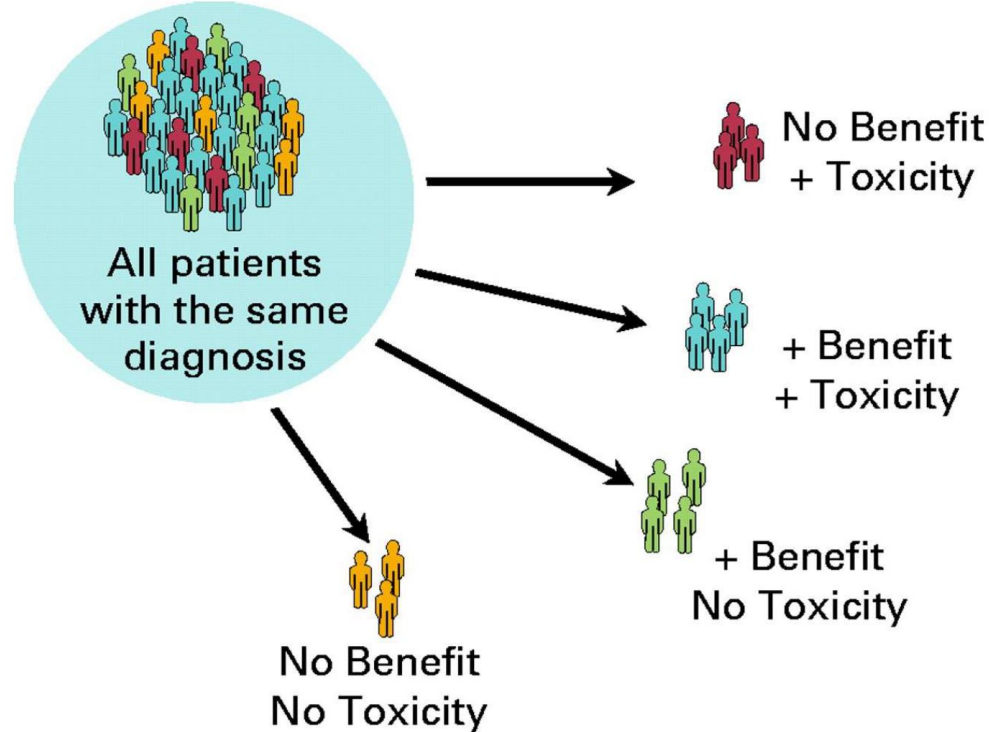 All patients
with the same
diagnosis
No Benefit
+ Toxicity
+ Benefit
+ Toxicity
+ Benefit
No Toxicity
No Benefit
No Toxicity